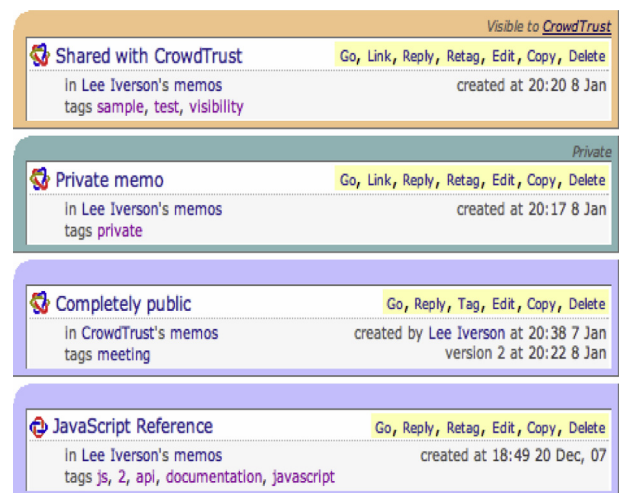 Visible to CrowdTrust
Shared with CrowdTrust Go, Link, Reply, Retag, Edit, Copy, Delete
in Lee Iverson's memos created at 20:20 8 Jan
tags sample, test, visibility
Private
Private memo Go, Link, Reply, Retag, Edit, Copy, Delete
in Lee Iverson's memos created at 20:17 8 Jan
tags private
Completely public Go, Reply, Tag, Edit, Copy, Delete
in CrowdTrust's memos created by Lee Iverson at 20:38 7 Jan
tags meeting version 2 at 20:22 8 Jan
JavaScript Reference Go, Reply, Retag, Edit, Copy, Delete
in Lee Iverson's memos created at 18:49 20 Dec, 07
tags js, 2, api, documentation, javascript